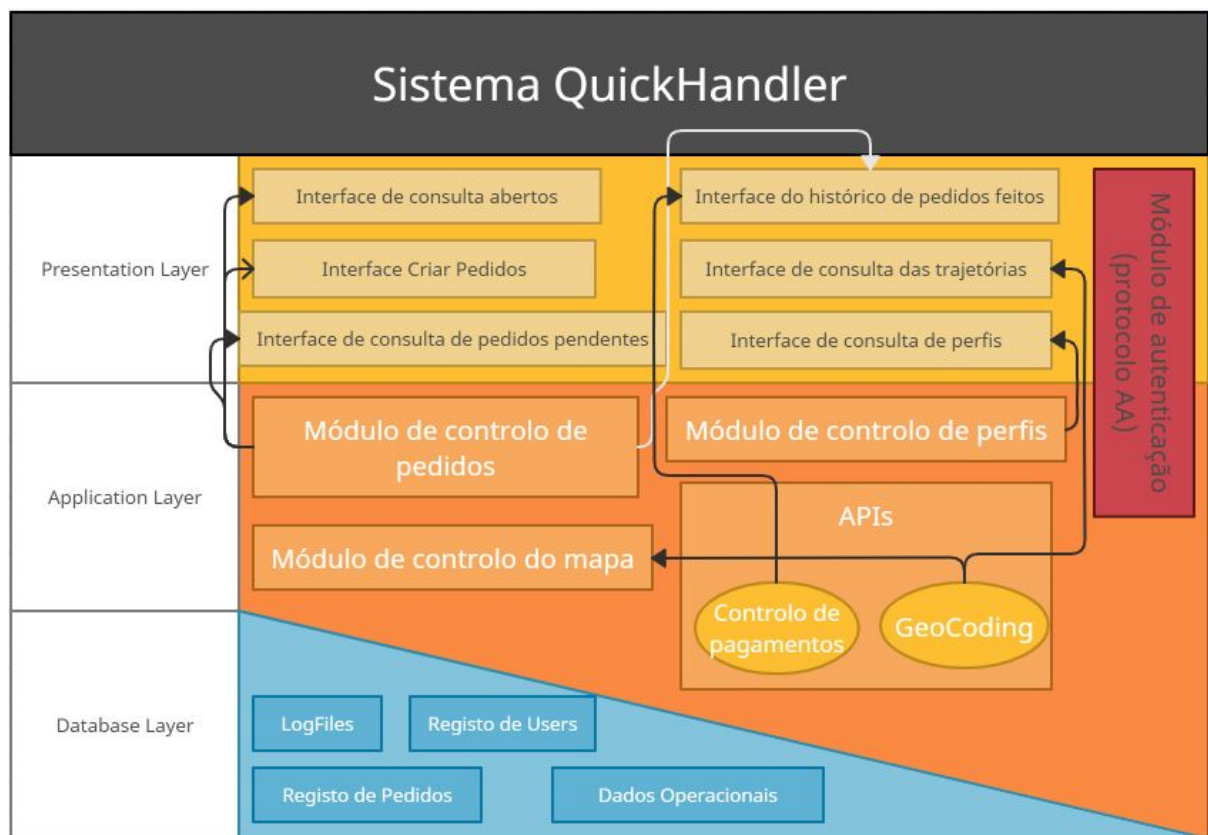 Sistema QuickHandler
Presentation Layer
Interface de consulta abertos
Interface do histórico de pedidos feitos
Interface Criar Pedidos
Interface de consulta das trajetórias
Interface de consulta de pedidos pendentes
Interface de consulta de perfis
Módulo de autenticação
(protocolo AA)
Application Layer
Módulo de controlo de
pedidos
Módulo de controlo de perfis
APIs
Módulo de controlo do mapa
Controlo de
pagamentos
GeoCoding
Database Layer
LogFiles
Registo de Users
Registo de Pedidos
Dados Operacionais